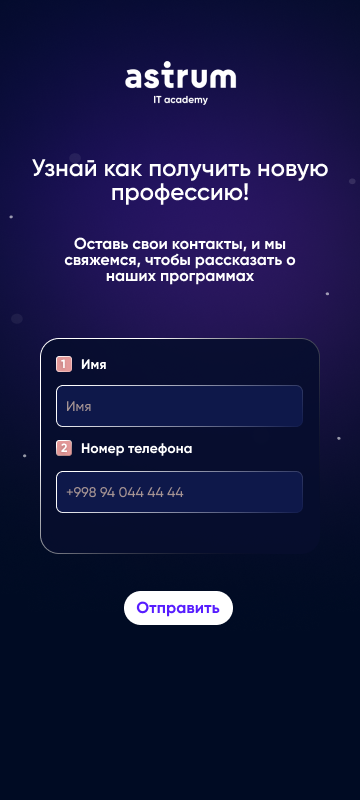 astrum
IT academy
Узнай как получить новую
профессию!
Оставь свои контакты, и мы
свяжемся, чтобы рассказать о
наших программах
1 Имя
Имя
2 Номер телефона
+998 94 044 44 44
Отправить